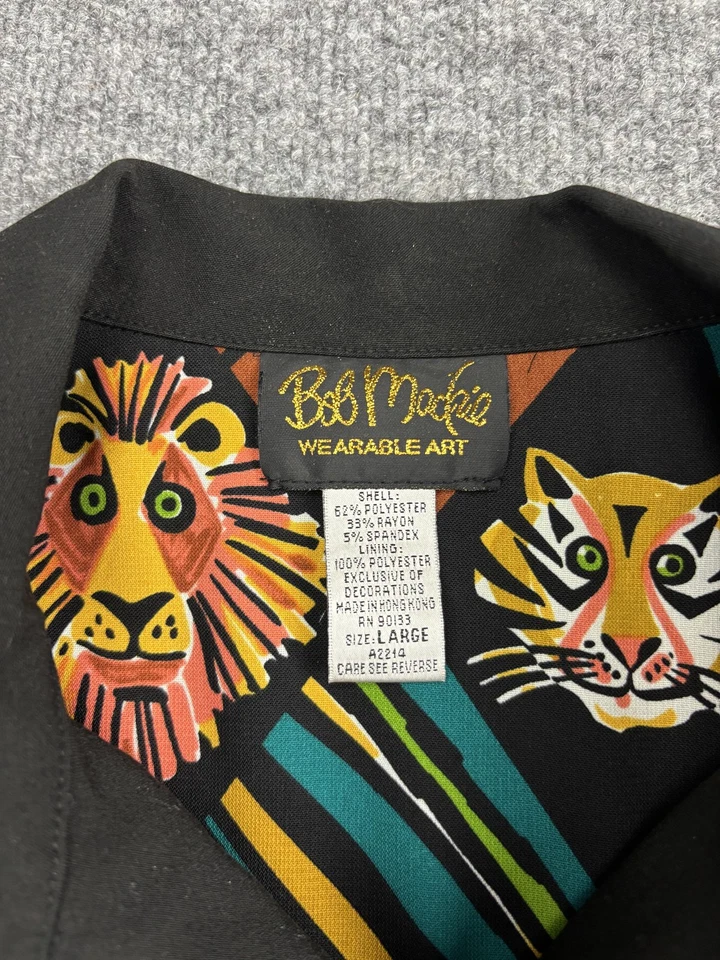 Bob Mackie
WEARABLE ART
SHELL:
62% POLYESTER
33% RAYON
5% SPANDEX
LINING:
100% POLYESTER
EXCLUSIVE OF
DECORATIONS
MADE IN HONG KONG
RN 90133
SIZE: LARGE
A2214
CARE SEE REVERSE